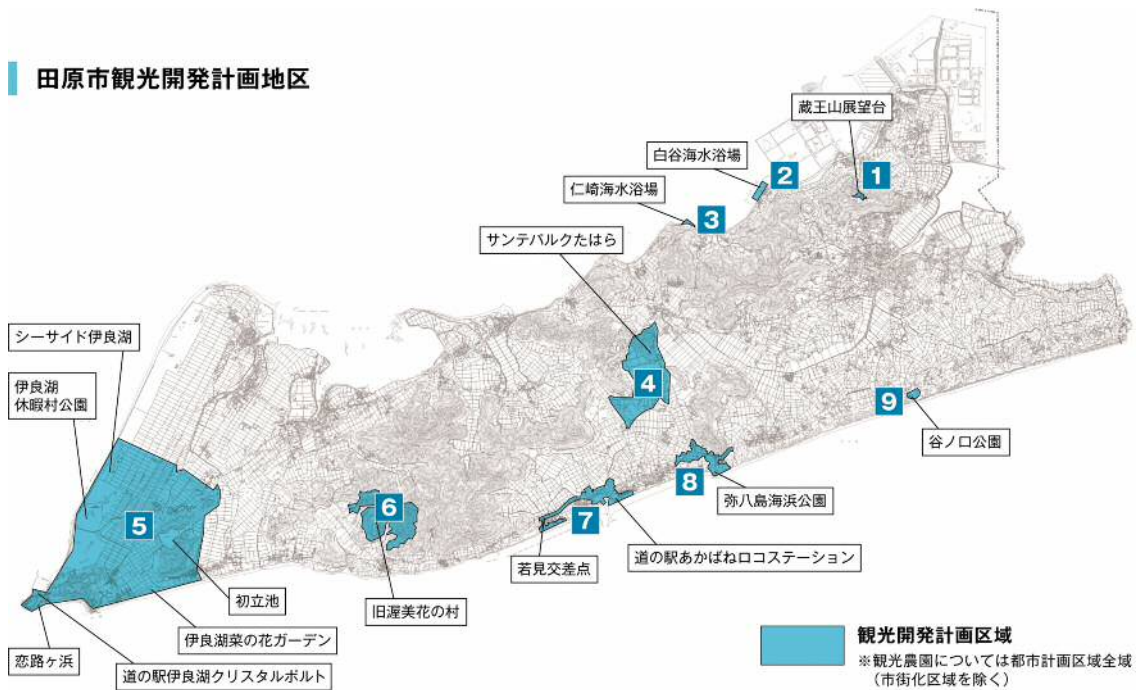 田原市観光開発計画地区
蔵王山展望台
白谷海水浴場
2
1
仁崎海水浴場
3
サンテパルクたはら
シーサイド伊良湖
伊良湖
休暇村公園
4
9
谷ノ口公園
8
弥八島海浜公園
5
6
7
若見交差点
道の駅あかばねロコステーション
初立池
旧渥美花の村
伊良湖菜の花ガーデン
恋路ヶ浜
道の駅伊良湖クリスタルボルト
観光開発計画区域
※観光農園については都市計画区域全域
（市街化区域を除く）